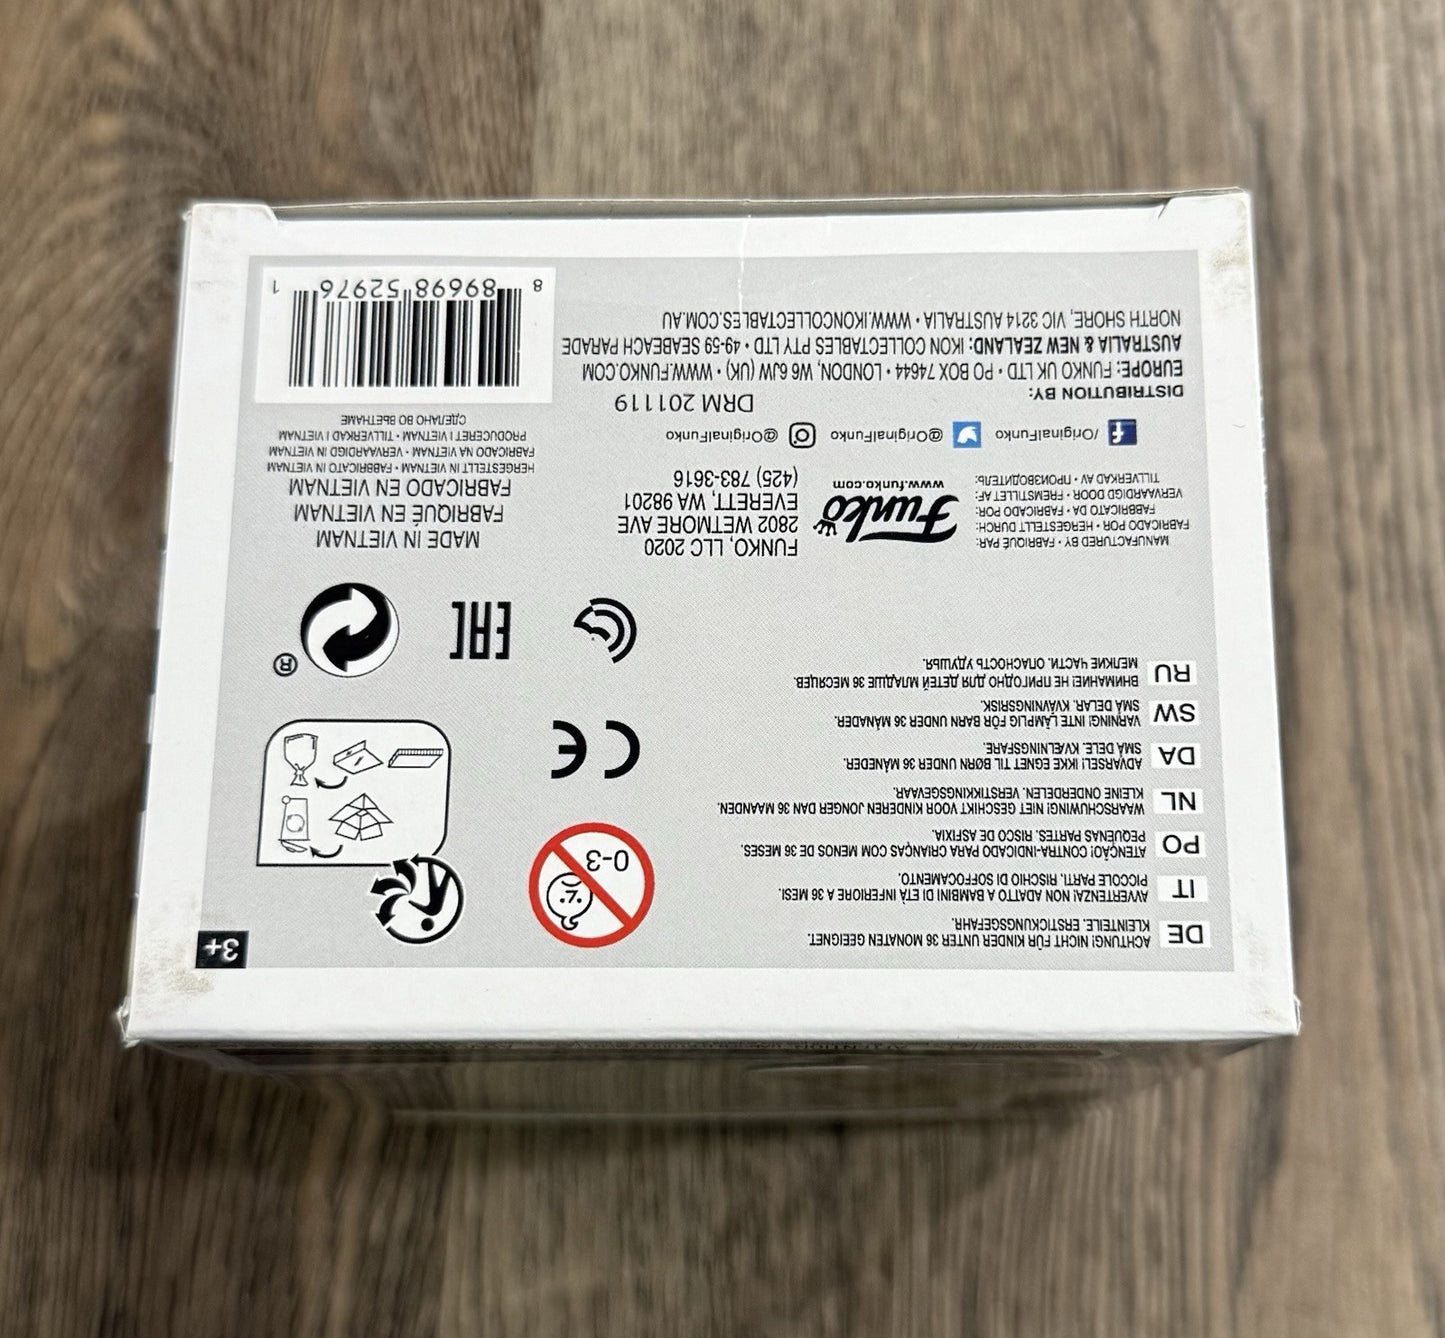 DE
ACHTUNG! NICHT FÜR KINDER UNTER 36 MONATEN GEEIGNET.
KLEINTEILE. ERSTICKUNGSGEFAHR.
IT
AVVERTENZA! NON ADATTO A BAMBINI DI ETÀ INFERIORE A 36 MESI.
PICCOLE PARTI, RISCHIO DI SOFFOCAMENTO.
PO
ATENÇÃO! CONTRA-INDICADO PARA CRIANÇAS COM MENOS DE 36 MESES.
PEQUENAS PARTES. RISCO DE ASFIXIA.
NL
WAARSCHUWING! NIET GESCHIKT VOOR KINDEREN JONGER DAN 36 MAANDEN.
KLEINE ONDERDELEN. VERSTIKKINGSGEVAAR.
DA
ADVARSEL! IKKE EGNET TIL BØRN UNDER 36 MÅNEDER.
SMÅ DELE. KVÆLNINGSFARE.
SW
VARNING! INTE LÄMPLIG FÖR BARN UNDER 36 MÅNADER.
SMÅ DELAR. KVÄVNINGSRISK.
RU
ВНИМАНИЕ! НЕ ПРИГОДНО ДЛЯ ДЕТЕЙ МЛАДШЕ 36 МЕСЯЦЕВ.
МЕЛКИЕ ЧАСТИ. ОПАСНОСТЬ УДУШЬЯ.
0-3
3+
CE
EAC
®
MANUFACTURED BY • FABRIQUÉ PAR:
FABRICADO POR • HERGESTELLT DURCH:
FABBRICATO DA • FABRICADO POR:
VERVAARDIGD DOOR • FREMSTILLET AF:
TILLVERKAD AV • ПРОИЗВОДИТЕЛЬ:
Funko
www.funko.com
FUNKO, LLC 2020
2802 WETMORE AVE
EVERETT, WA 98201
(425) 783-3616
MADE IN VIETNAM
FABRIQUÉ EN VIETNAM
FABRICADO EN VIETNAM
HERGESTELLT IN VIETNAM • FABBRICATO IN VIETNAM
FABRICADO NA VIETNAM • VERVAARDIGD IN VIETNAM
PRODUCERET I VIETNAM • TILLVERKAD I VIETNAM
СДЕЛАНО ВО ВЬЕТНАМЕ
/OriginalFunko @OriginalFunko @OriginalFunko
DRM 201119
DISTRIBUTION BY:
EUROPE: FUNKO UK LTD • PO BOX 74644 • LONDON, W6 6JW (UK) • WWW.FUNKO.COM
AUSTRALIA & NEW ZEALAND: IKON COLLECTABLES PTY LTD • 49-59 SEABEACH PARADE
NORTH SHORE, VIC 3214 AUSTRALIA • WWW.IKONCOLLECTABLES.COM.AU
8 89698 52976 1